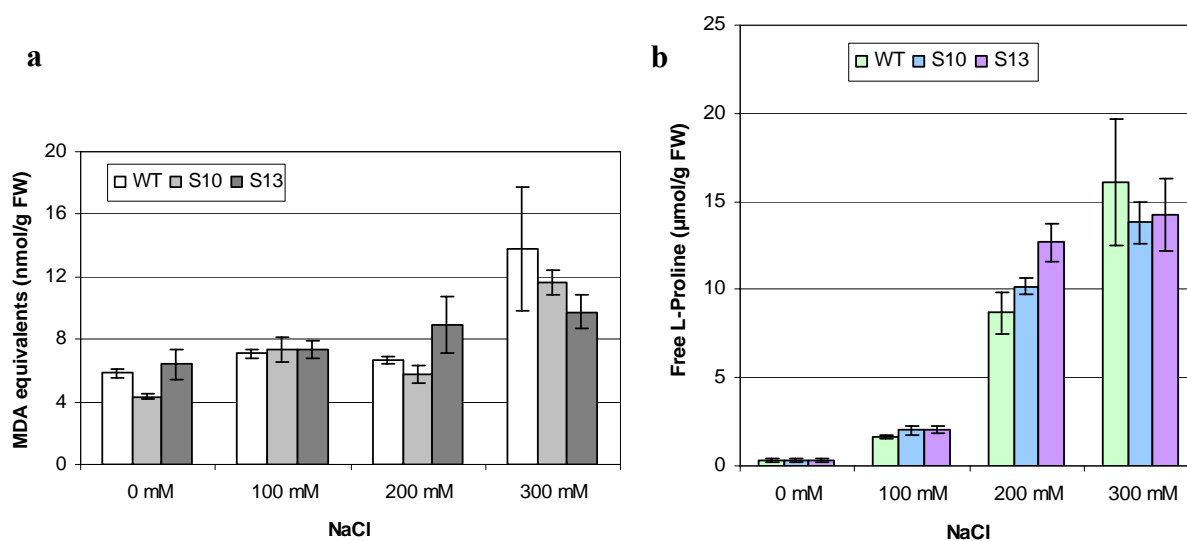 a
MDA equivalents (nmol/g FW)
20
16
12
8
4
0
WT S10 S13
0 mM 100 mM 200 mM 300 mM
NaCl
b
Free L-Proline (µmol/g FW)
25
20
15
10
5
0
WT S10 S13
0 mM 100 mM 200 mM 300 mM
NaCl